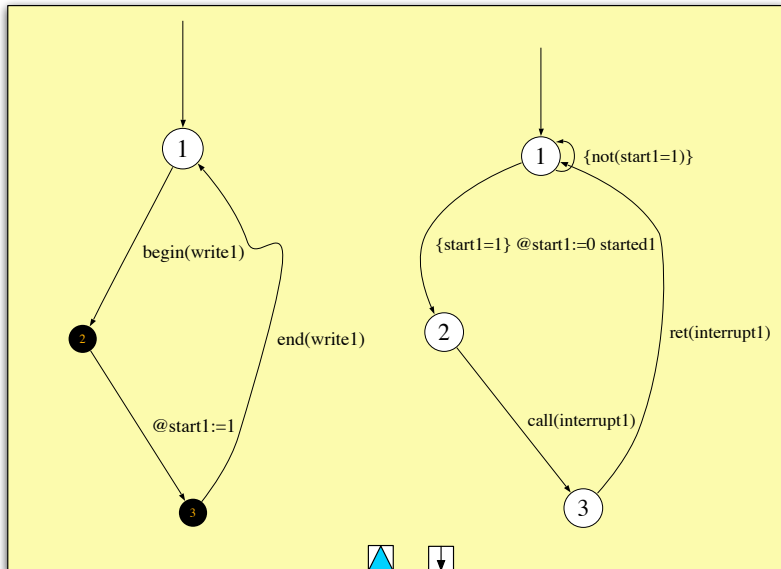 1
begin(write1)
2
@start1:=1
3
end(write1)
1
{not(start1=1)}
{start1=1} @start1:=0 started1
2
call(interrupt1)
3
ret(interrupt1)